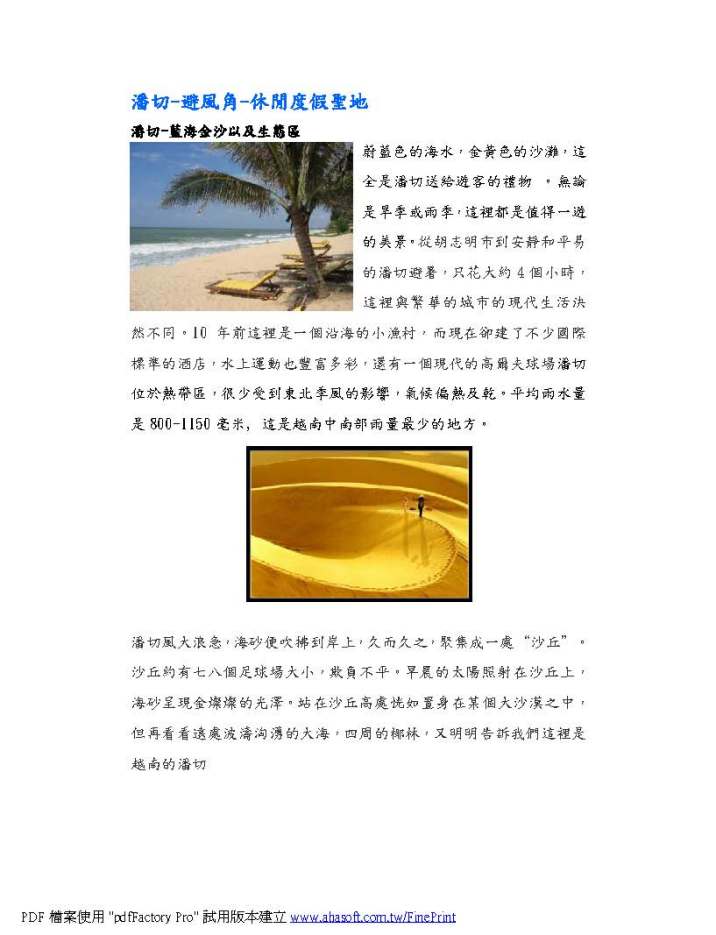 潘切-避風角-休閒度假聖地
潘切-藍海金沙以及生態區
蔚藍色的海水，金黃色的沙灘，這
全是潘切送給遊客的禮物 。無論
是旱季或雨季，這裡都是值得一遊
的美景。從胡志明市到安靜和平易
的潘切避暑，只花大約 4 個小時，
這裡與繁華的城市的現代生活決
然不同。10 年前這裡是一個沿海的小漁村，而現在卻建了不少國際
標準的酒店，水上運動也豐富多彩，還有一個現代的高爾夫球場潘切
位於熱帶區，很少受到東北季風的影響，氣候偏熱及乾。平均雨水量
是 800-1150 毫米, 這是越南中南部雨量最少的地方。
潘切風大浪急，海砂便吹拂到岸上，久而久之，聚集成一處“沙丘”。
沙丘約有七八個足球場大小，欺負不平。早晨的太陽照射在沙丘上，
海砂呈現金燦燦的光澤。站在沙丘高處恍如置身在某個大沙漠之中，
但再看看遠處波濤洶湧的大海，四周的椰林，又明明告訴我們這裡是
越南的潘切
PDF 檔案使用 "pdfFactory Pro" 試用版本建立 www.ahasoft.com.tw/FinePrint